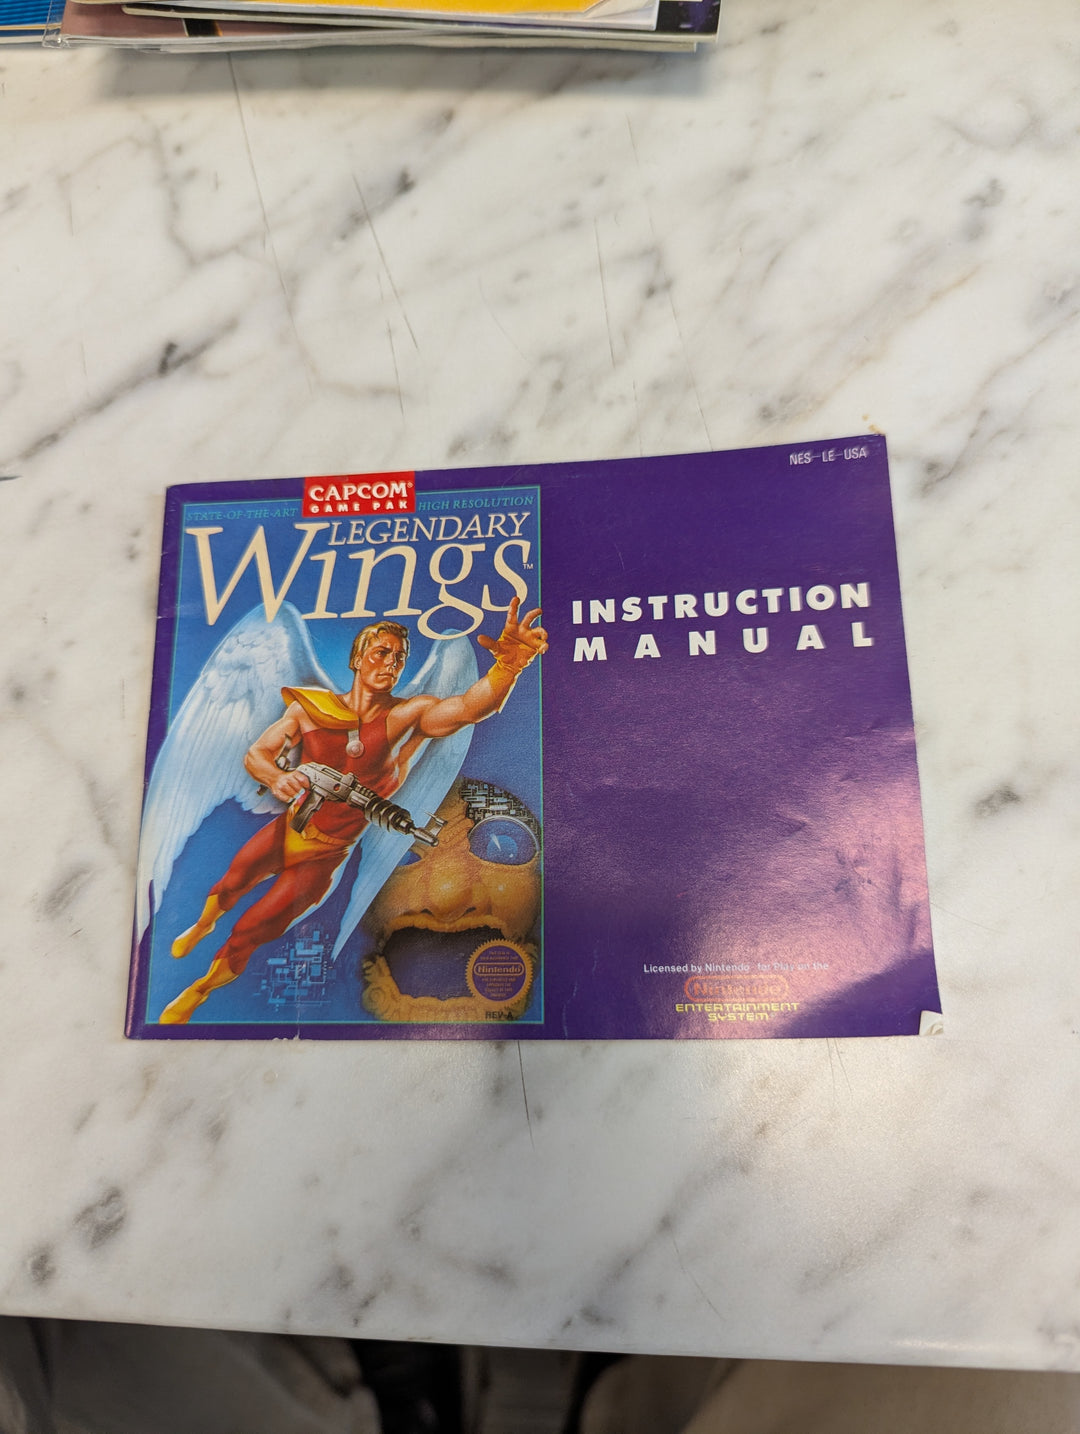 NES-LE-USA
CAPCOM®
GAME PAK
STATE-OF-THE-ART
HIGH RESOLUTION
LEGENDARY
Wings™
INSTRUCTION
MANUAL
Nintendo
REV-A
Licensed by Nintendo for Play on the
Nintendo
ENTERTAINMENT
SYSTEM